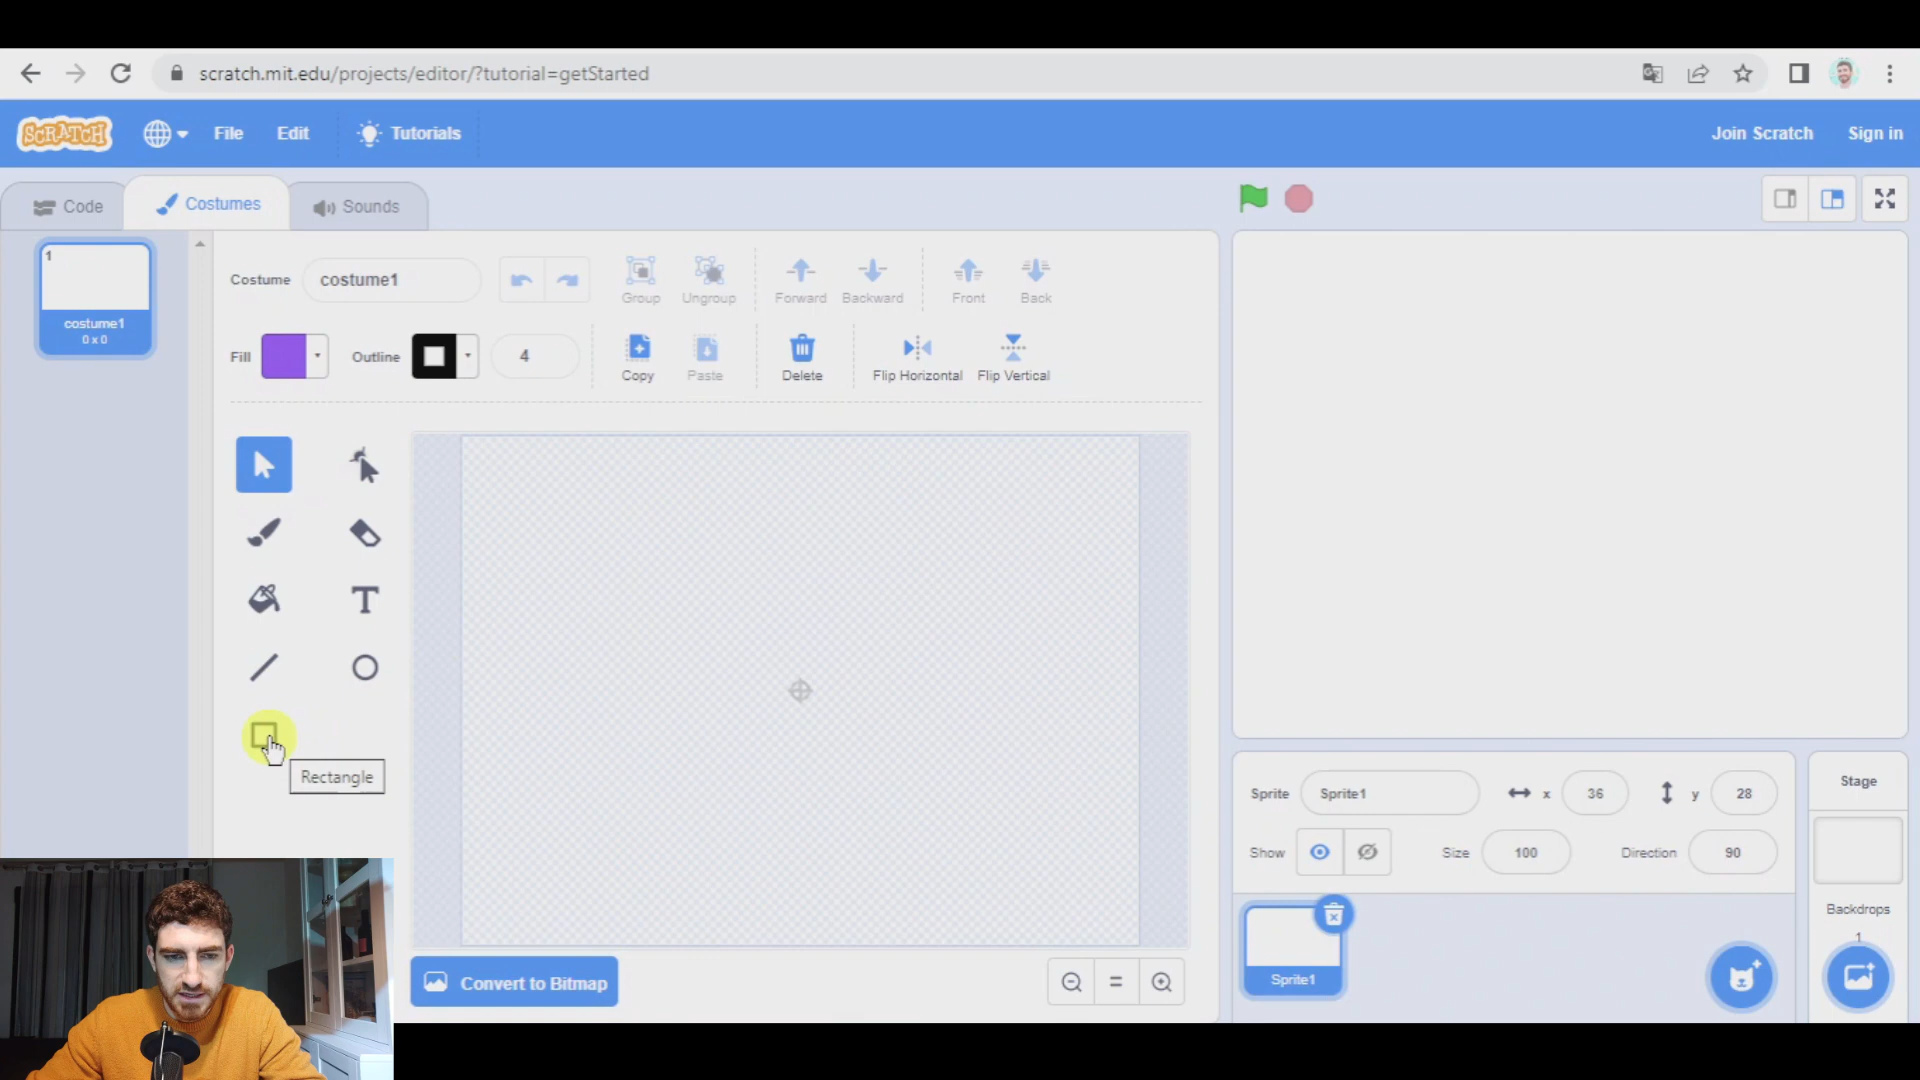 scratch.mit.edu/projects/editor/?tutorial=getStarted
SCRATCH File Edit Tutorials Join Scratch Sign in
Code Costumes Sounds
1
costume1
0 x 0
Costume costume1
Group Ungroup Forward Backward Front Back
Fill Outline 4
Copy Paste Delete Flip Horizontal Flip Vertical
T
Rectangle
Convert to Bitmap
=
Sprite Sprite1 x 36 y 28
Show Size 100 Direction 90
Sprite1
Stage
Backdrops
1